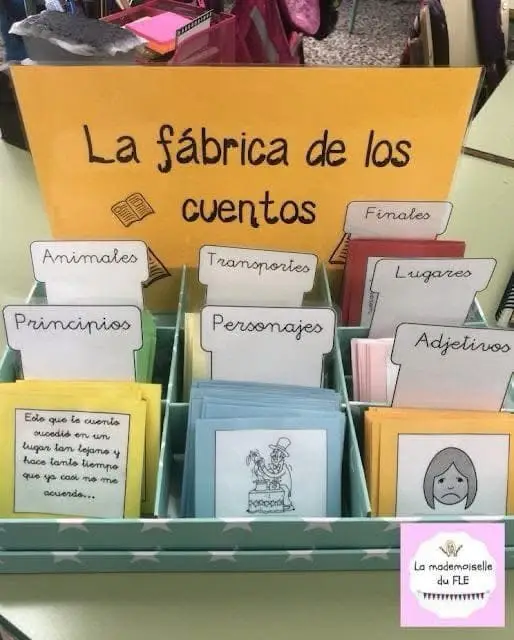 La fábrica de los
cuentos
Finales
Animales
Transportes
Lugares
Principios
Personajes
Adjetivos
Esto que te cuento
sucedió en un
lugar tan lejano y
hace tanto tiempo
que ya casi no me
acuerdo...
La mademoiselle
du FLE